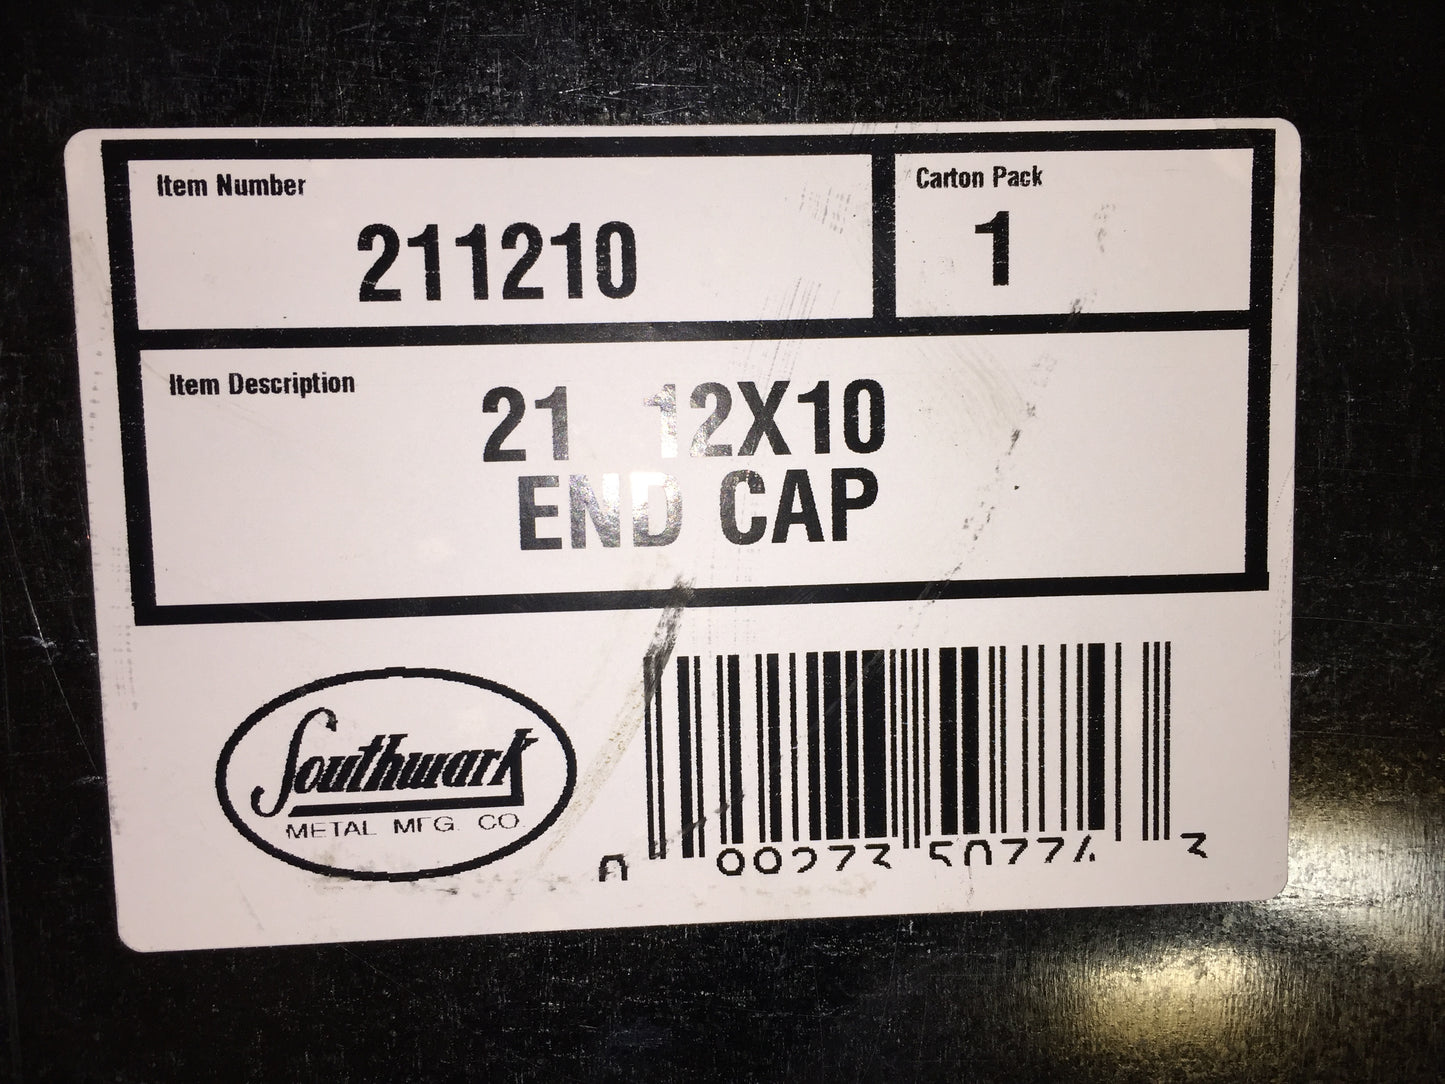 Item Number
211210
Carton Pack
1
Item Description
21 12X10
END CAP
Southwark
METAL MFG. CO
0 99273 50774 3